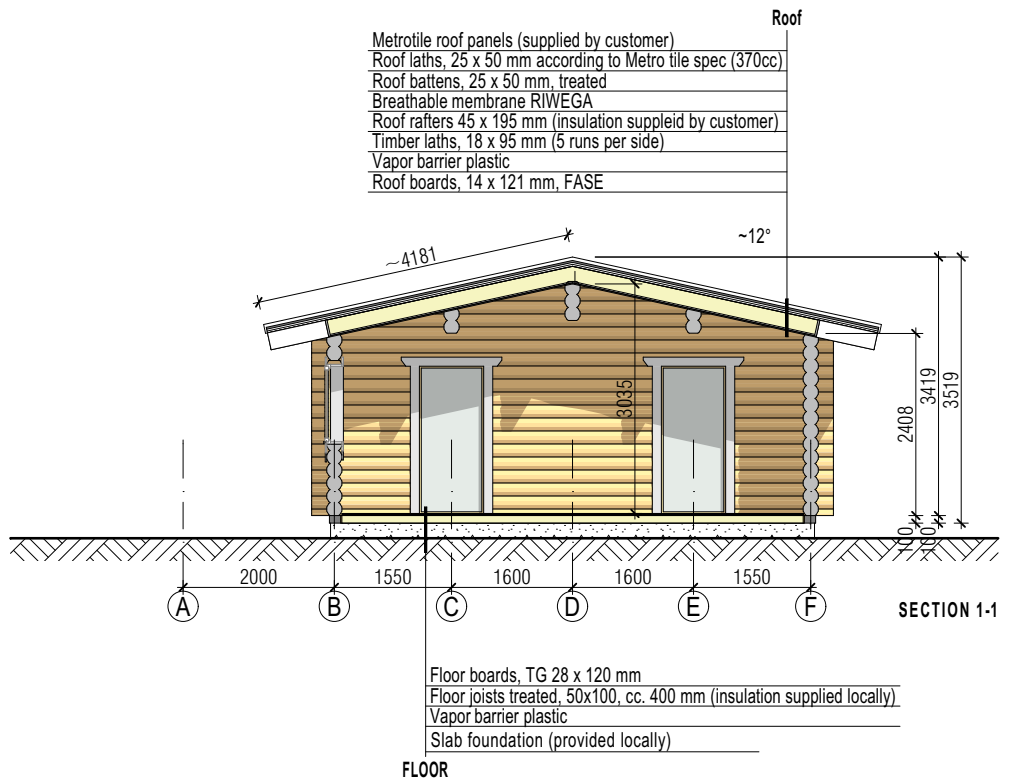 Roof
Metrotile roof panels (supplied by customer)
Roof laths, 25 x 50 mm according to Metro tile spec (370cc)
Roof battens, 25 x 50 mm, treated
Breathable membrane RIWEGA
Roof rafters 45 x 195 mm (insulation suppleid by customer)
Timber laths, 18 x 95 mm (5 runs per side)
Vapor barrier plastic
Roof boards, 14 x 121 mm, FASE
~4181
~12°
3035
2408
3419
3519
100
100
2000
1550
1600
1600
1550
A
B
C
D
E
F
SECTION 1-1
Floor boards, TG 28 x 120 mm
Floor joists treated, 50x100, cc. 400 mm (insulation supplied locally)
Vapor barrier plastic
Slab foundation (provided locally)
FLOOR